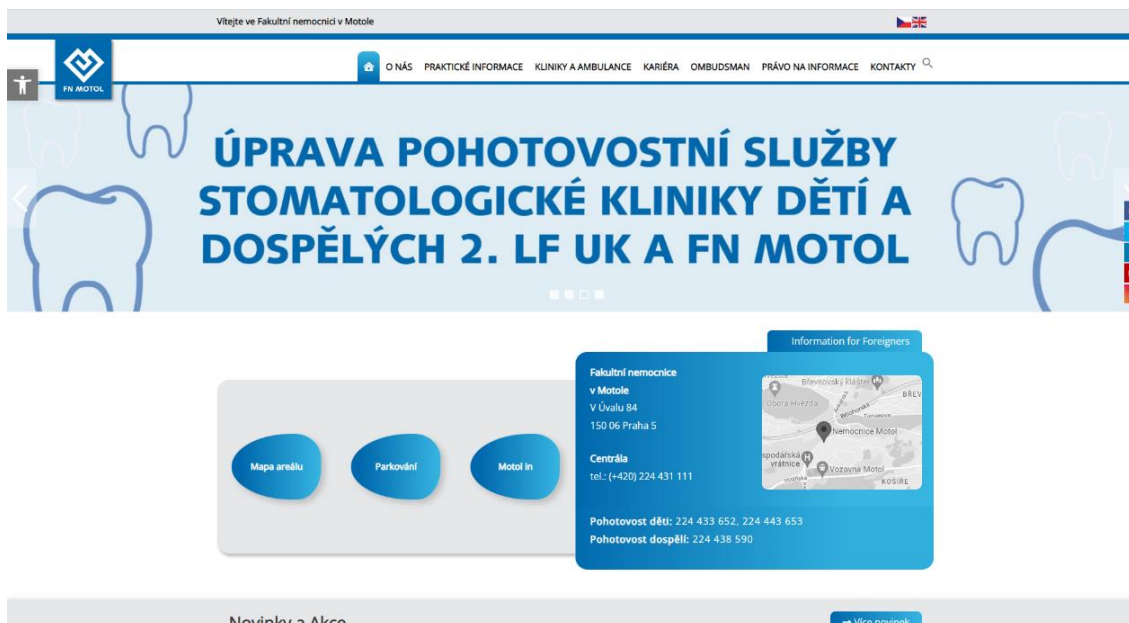 Vítejte ve Fakultní nemocnici v Motole
FN MOTOL
O NÁS PRAKTICKÉ INFORMACE KLINIKY A AMBULANCE KARIÉRA OMBUDSMAN PRÁVO NA INFORMACE KONTAKTY
ÚPRAVA POHOTOVOSTNÍ SLUŽBY
STOMATOLOGICKÉ KLINIKY DĚTÍ A
DOSPĚLÝCH 2. LF UK A FN MOTOL
Information for Foreigners
Mapa areálu
Parkování
Motol in
Fakultní nemocnice
v Motole
V Úvalu 84
150 06 Praha 5
Centrála
tel.: (+420) 224 431 111
Břevnovský klášter
Obora Hvězda
BŘEV
Bělohorská
Nemocnice Motol
spodářská
vrátnice
Vozovna Motol
KOŠÍŘE
Pohotovost děti: 224 433 652, 224 443 653
Pohotovost dospělí: 224 438 590
Novinky a Akce
Více novinek